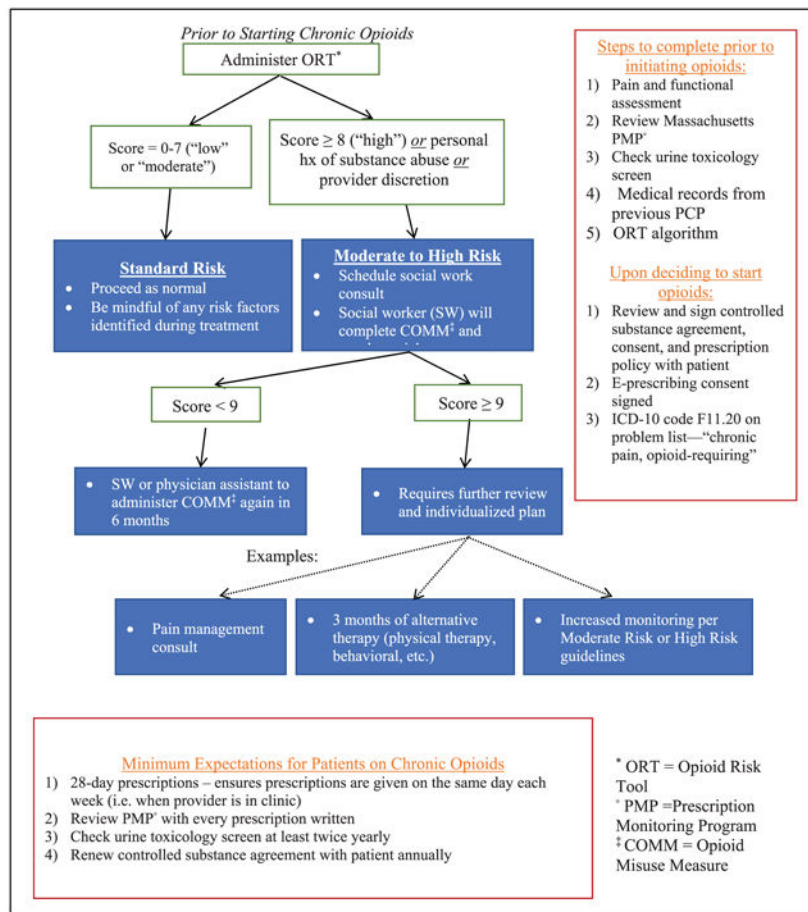 Prior to Starting Chronic Opioids
Administer ORT*
Score = 0-7 (“low”
or “moderate”)
Score ≥ 8 (“high”) or personal
hx of substance abuse or
provider discretion
Standard Risk
• Proceed as normal
• Be mindful of any risk factors
identified during treatment
Moderate to High Risk
• Schedule social work
consult
• Social worker (SW) will
complete COMM‡ and
Score < 9
Score ≥ 9
• SW or physician assistant to
administer COMM‡ again in
6 months
• Requires further review
and individualized plan
Examples:
• Pain management
consult
• 3 months of alternative
therapy (physical therapy,
behavioral, etc.)
• Increased monitoring per
Moderate Risk or High Risk
guidelines
Steps to complete prior to
initiating opioids:
1) Pain and functional
assessment
2) Review Massachusetts
PMP°
3) Check urine toxicology
screen
4) Medical records from
previous PCP
5) ORT algorithm
Upon deciding to start
opioids:
1) Review and sign controlled
substance agreement,
consent, and prescription
policy with patient
2) E-prescribing consent
signed
3) ICD-10 code F11.20 on
problem list—“chronic
pain, opioid-requiring”
Minimum Expectations for Patients on Chronic Opioids
1) 28-day prescriptions – ensures prescriptions are given on the same day each
week (i.e. when provider is in clinic)
2) Review PMP° with every prescription written
3) Check urine toxicology screen at least twice yearly
4) Renew controlled substance agreement with patient annually
* ORT = Opioid Risk
Tool
° PMP =Prescription
Monitoring Program
‡ COMM = Opioid
Misuse Measure